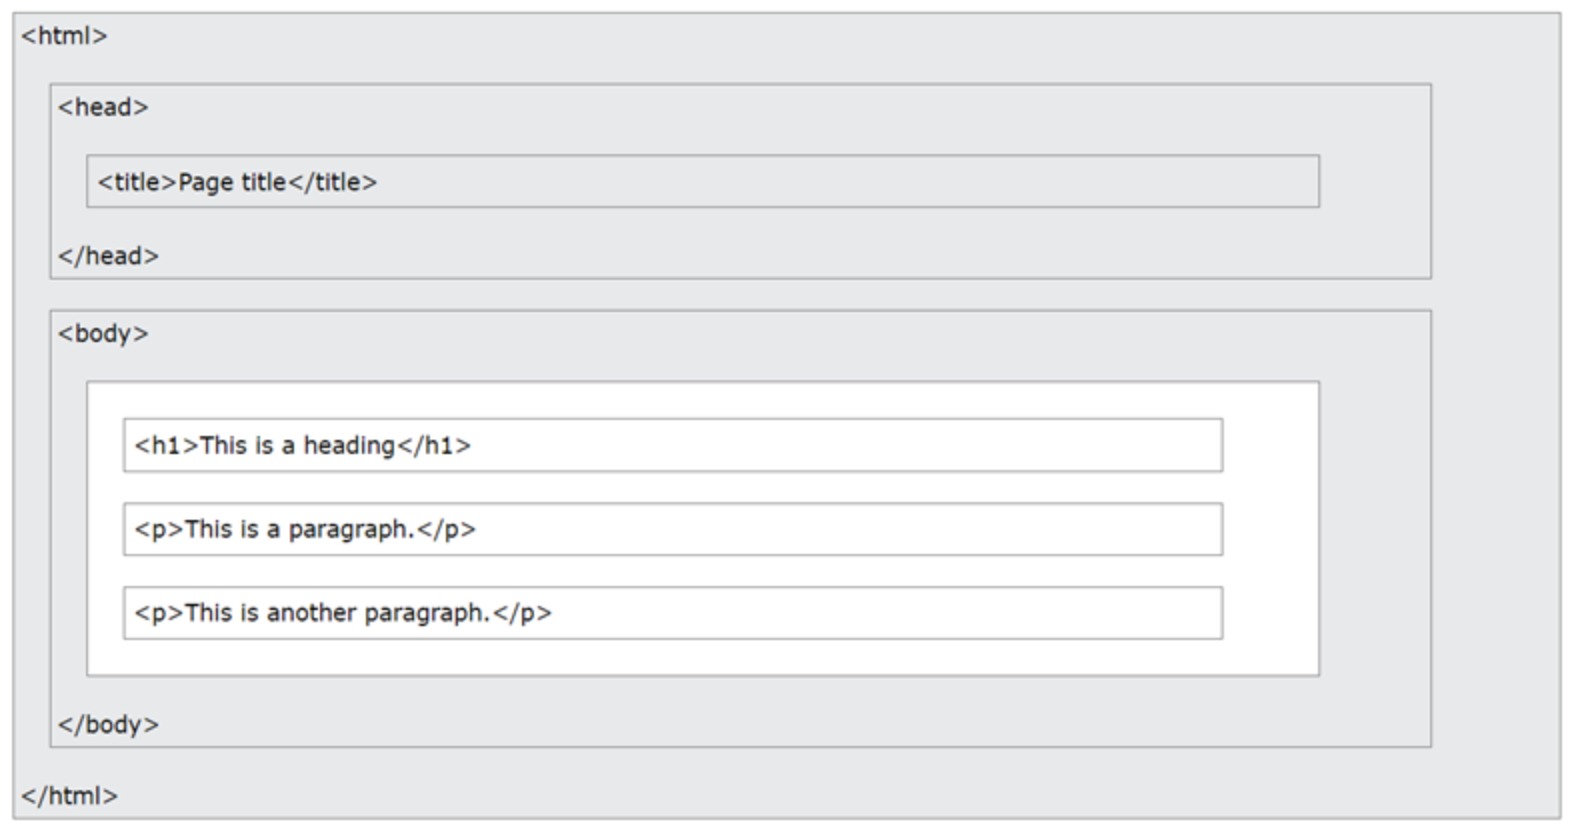 <html>
<head>
<title>Page title</title>
</head>
<body>
<h1>This is a heading</h1>
<p>This is a paragraph.</p>
<p>This is another paragraph.</p>
</body>
</html>